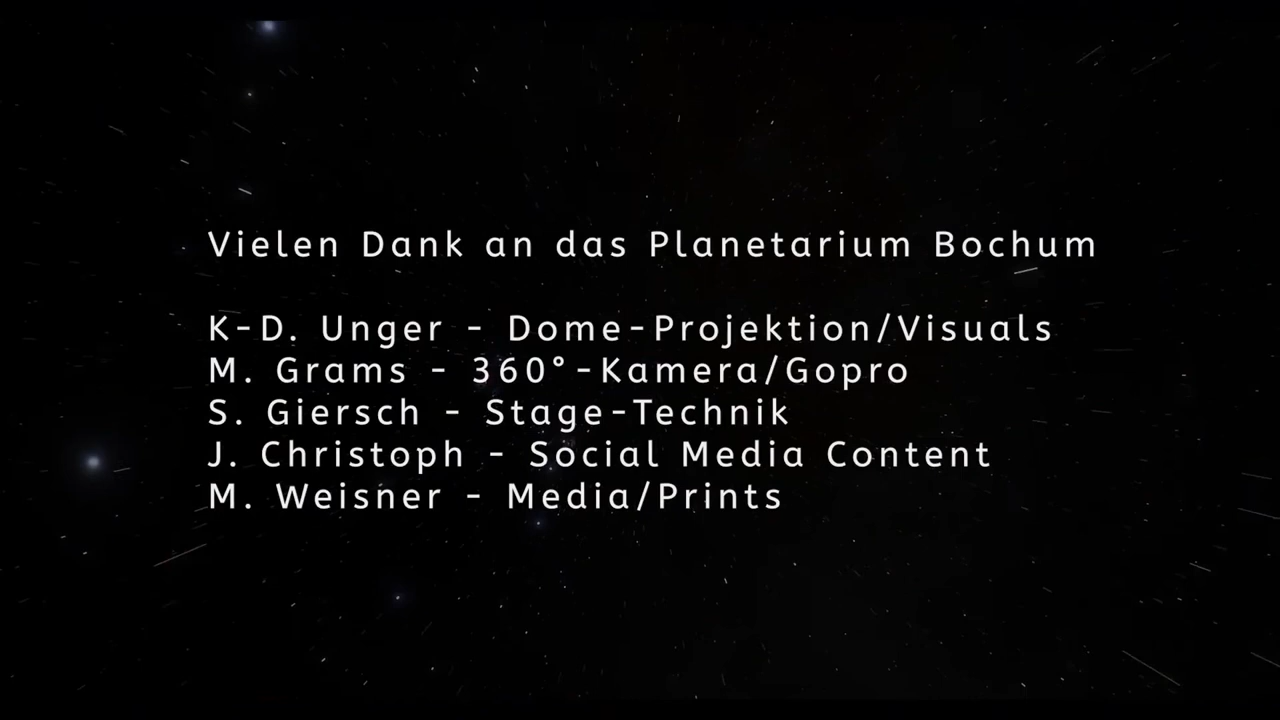 Vielen Dank an das Planetarium Bochum
K-D. Unger - Dome-Projektion/Visuals
M. Grams - 360°-Kamera/Gopro
S. Giersch - Stage-Technik
J. Christoph - Social Media Content
M. Weisner - Media/Prints